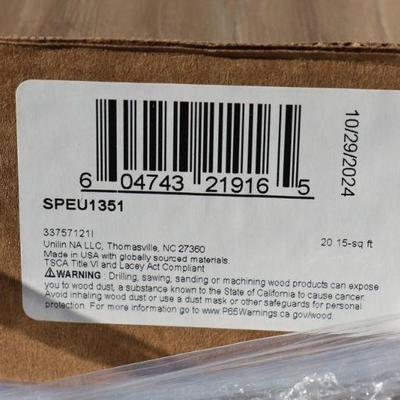 10/29/2024
6 04743 21916 5
SPEU1351
33757121I
Unilin NA LLC, Thomasville, NC 27360
20.15-sq ft
Made in USA with globally sourced materials
TSCA Title VI and Lacey Act Compliant
⚠WARNING : Drilling, sawing, sanding or machining wood products can expose
you to wood dust, a substance known to the State of California to cause cancer.
Avoid inhaling wood dust or use a dust mask or other safeguards for personal
protection. For more information go to www.P65Warnings.ca.gov/wood.